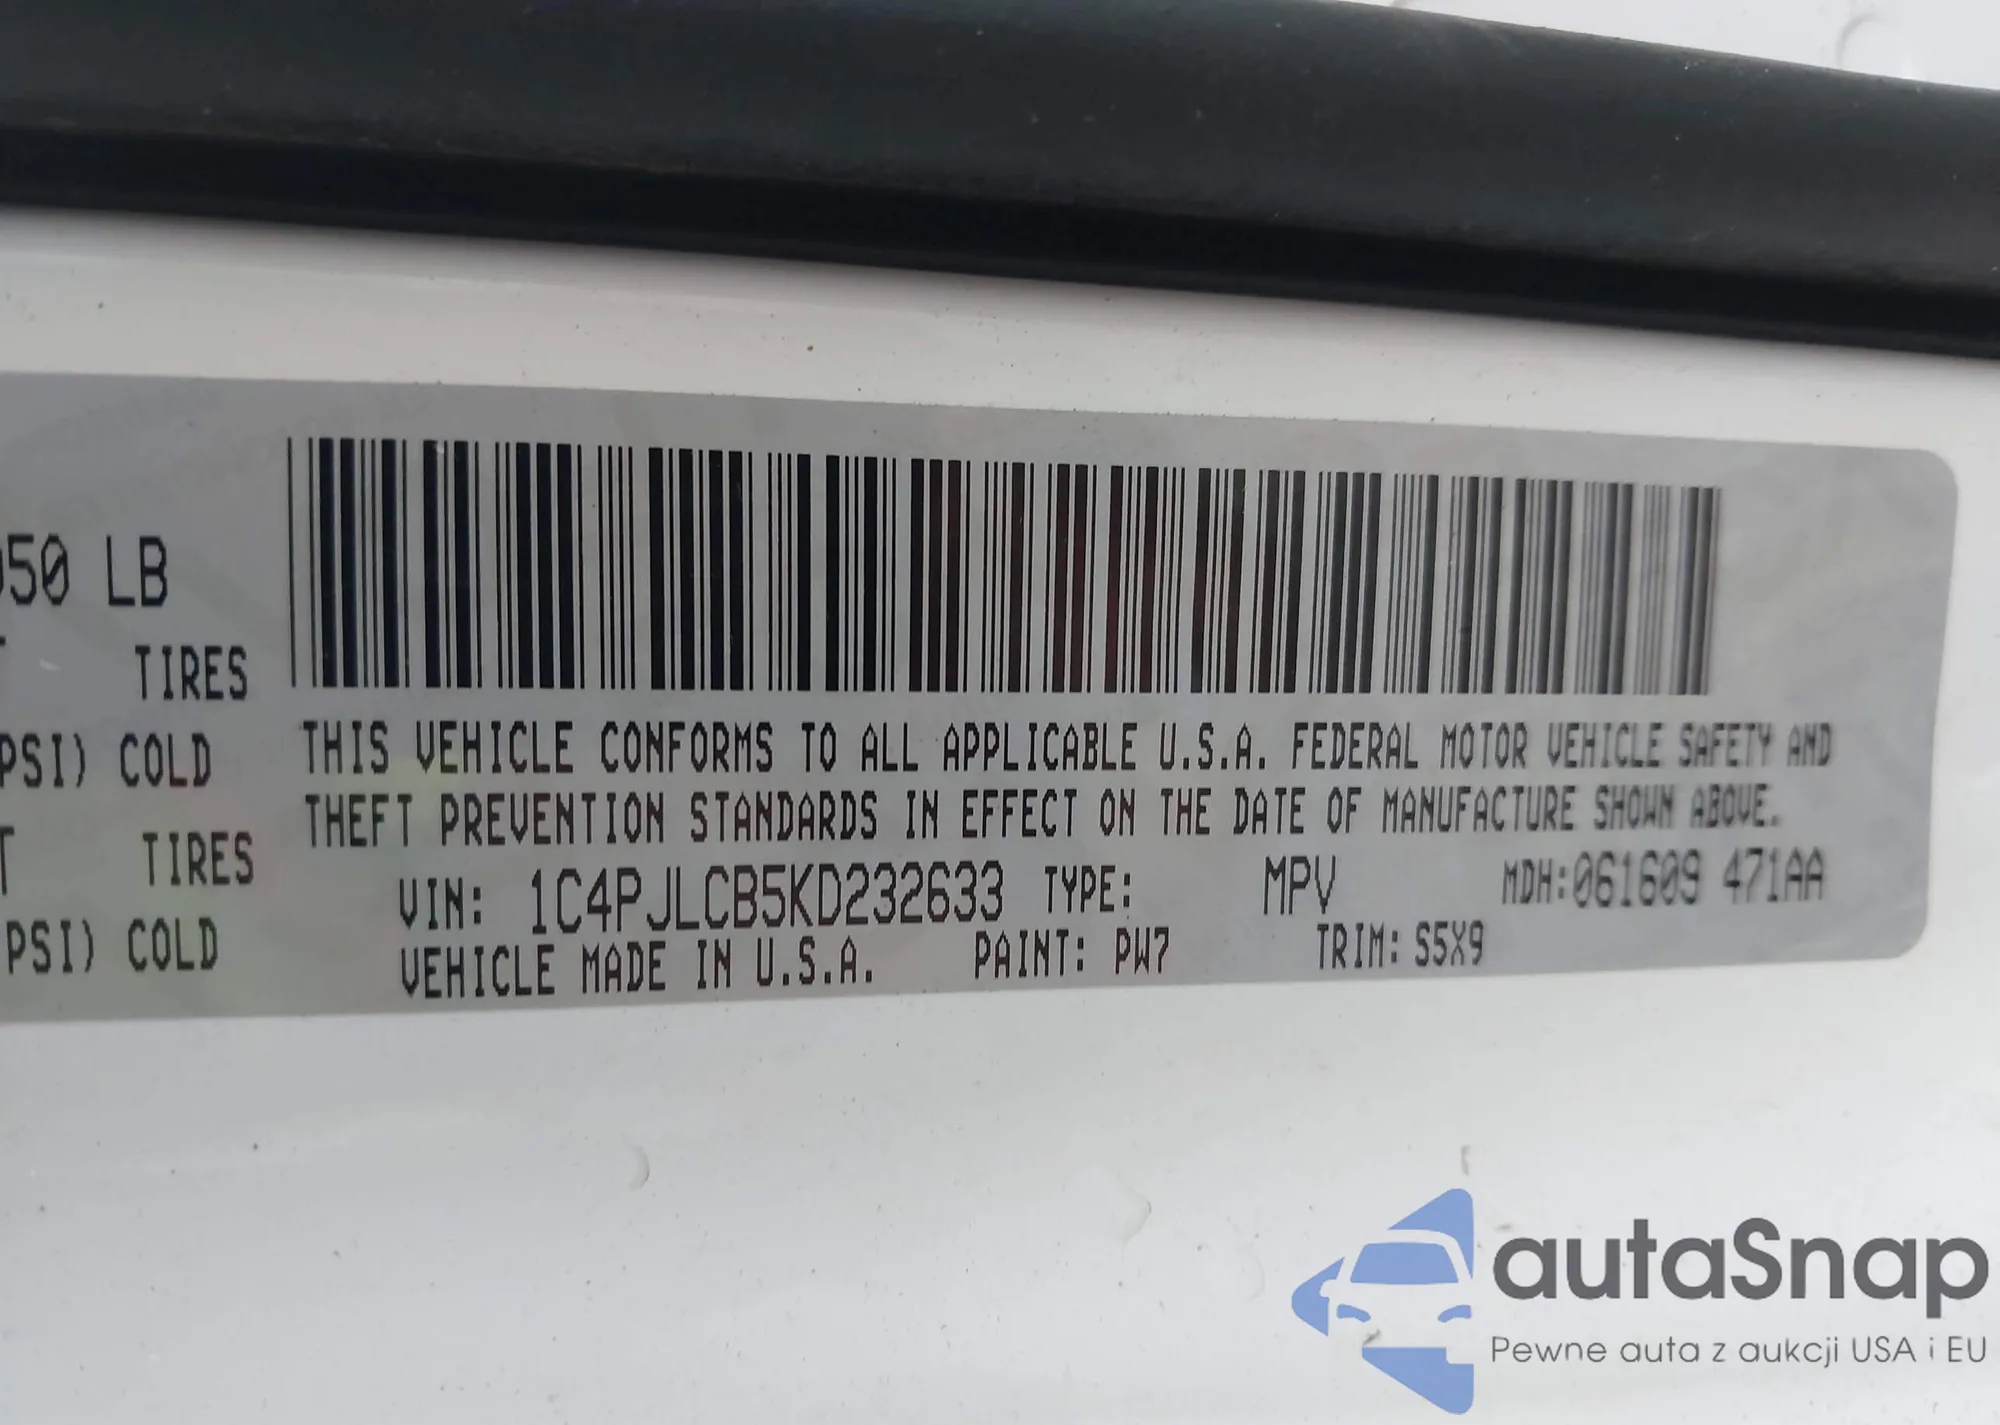 50 LB
TIRES
PSI) COLD
THIS VEHICLE CONFORMS TO ALL APPLICABLE U.S.A. FEDERAL MOTOR VEHICLE SAFETY AND
THEFT PREVENTION STANDARDS IN EFFECT ON THE DATE OF MANUFACTURE SHOWN ABOVE.
T TIRES
VIN: 1C4PJLCB5KD232633 TYPE: MPV MDH:061609 471AA
PSI) COLD
VEHICLE MADE IN U.S.A. PAINT: PW7 TRIM: S5X9
autaSnap
Pewne auta z aukcji USA i EU